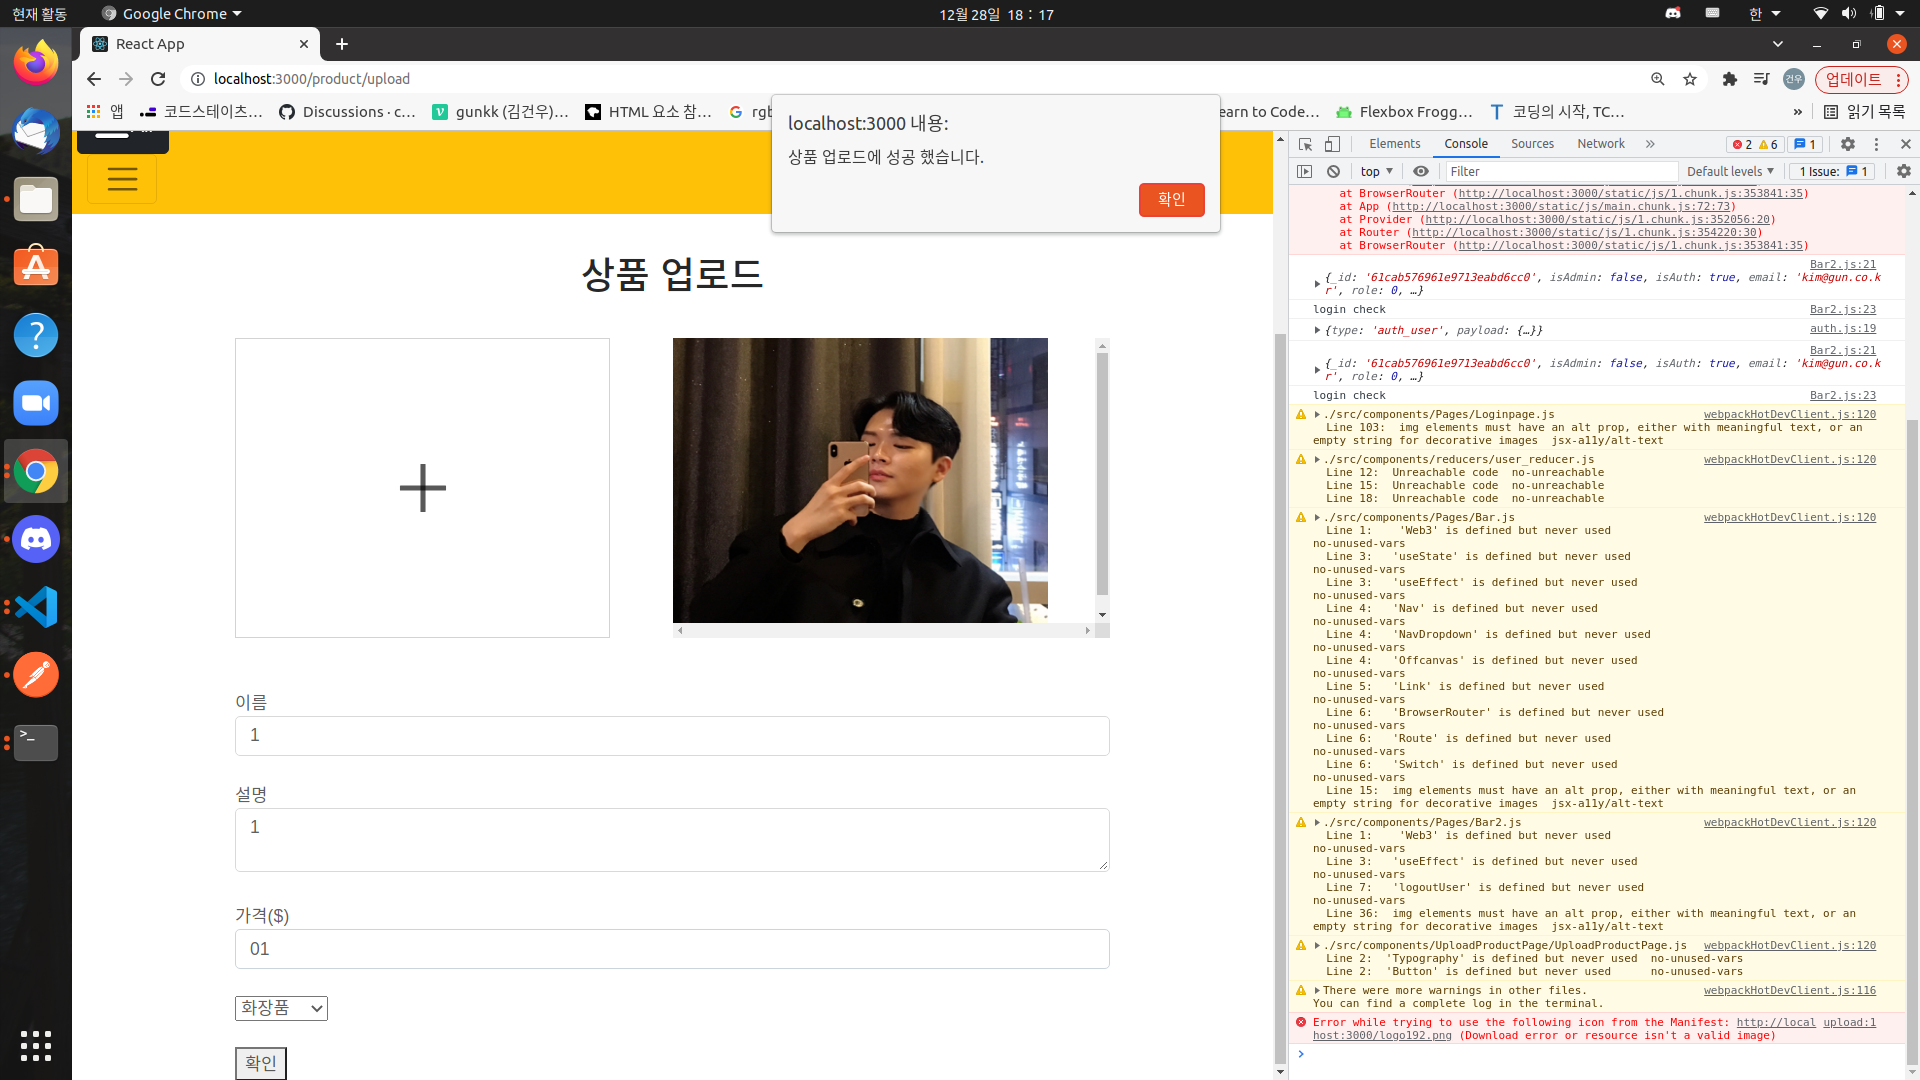 현재 활동
Google Chrome
12월 28일 18 : 17
한
React App
localhost:3000/product/upload
건우
업데이트
앱
코드스테이츠…
Discussions · c…
gunkk (김건우)…
HTML 요소 참…
rgb
earn to Code…
Flexbox Frogg…
코딩의 시작, TC…
»
읽기 목록
localhost:3000 내용:
상품 업로드에 성공 했습니다.
확인
상품 업로드
이름
1
설명
1
가격($)
01
화장품
확인
Elements
Console
Sources
Network
»
2
6
1
top
Filter
Default levels
1 Issue:
1
at BrowserRouter (http://localhost:3000/static/js/1.chunk.js:353841:35)
at App (http://localhost:3000/static/js/main.chunk.js:72:73)
at Provider (http://localhost:3000/static/js/1.chunk.js:352056:20)
at Router (http://localhost:3000/static/js/1.chunk.js:354220:30)
at BrowserRouter (http://localhost:3000/static/js/1.chunk.js:353841:35)
Bar2.js:21
{_id: '61cab576961e9713eabd6cc0', isAdmin: false, isAuth: true, email: 'kim@gun.co.k
r', role: 0, …}
login check Bar2.js:23
{type: 'auth_user', payload: {…}} auth.js:19
Bar2.js:21
{_id: '61cab576961e9713eabd6cc0', isAdmin: false, isAuth: true, email: 'kim@gun.co.k
r', role: 0, …}
login check Bar2.js:23
./src/components/Pages/Loginpage.js webpackHotDevClient.js:120
Line 103:  img elements must have an alt prop, either with meaningful text, or an
empty string for decorative images  jsx-a11y/alt-text
./src/components/reducers/user_reducer.js webpackHotDevClient.js:120
Line 12:  Unreachable code  no-unreachable
Line 15:  Unreachable code  no-unreachable
Line 18:  Unreachable code  no-unreachable
./src/components/Pages/Bar.js webpackHotDevClient.js:120
Line 1:   'Web3' is defined but never used
no-unused-vars
Line 3:   'useState' is defined but never used
no-unused-vars
Line 3:   'useEffect' is defined but never used
no-unused-vars
Line 4:   'Nav' is defined but never used
no-unused-vars
Line 4:   'NavDropdown' is defined but never used
no-unused-vars
Line 4:   'Offcanvas' is defined but never used
no-unused-vars
Line 5:   'Link' is defined but never used
no-unused-vars
Line 6:   'BrowserRouter' is defined but never used
no-unused-vars
Line 6:   'Route' is defined but never used
no-unused-vars
Line 6:   'Switch' is defined but never used
no-unused-vars
Line 15:  img elements must have an alt prop, either with meaningful text, or an
empty string for decorative images  jsx-a11y/alt-text
./src/components/Pages/Bar2.js webpackHotDevClient.js:120
Line 1:   'Web3' is defined but never used
no-unused-vars
Line 3:   'useEffect' is defined but never used
no-unused-vars
Line 7:   'logoutUser' is defined but never used
no-unused-vars
Line 36:  img elements must have an alt prop, either with meaningful text, or an
empty string for decorative images  jsx-a11y/alt-text
./src/components/UploadProductPage/UploadProductPage.js webpackHotDevClient.js:120
Line 2:  'Typography' is defined but never used  no-unused-vars
Line 2:  'Button' is defined but never used      no-unused-vars
There were more warnings in other files. webpackHotDevClient.js:116
You can find a complete log in the terminal.
Error while trying to use the following icon from the Manifest: http://local upload:1
host:3000/logo192.png (Download error or resource isn't a valid image)